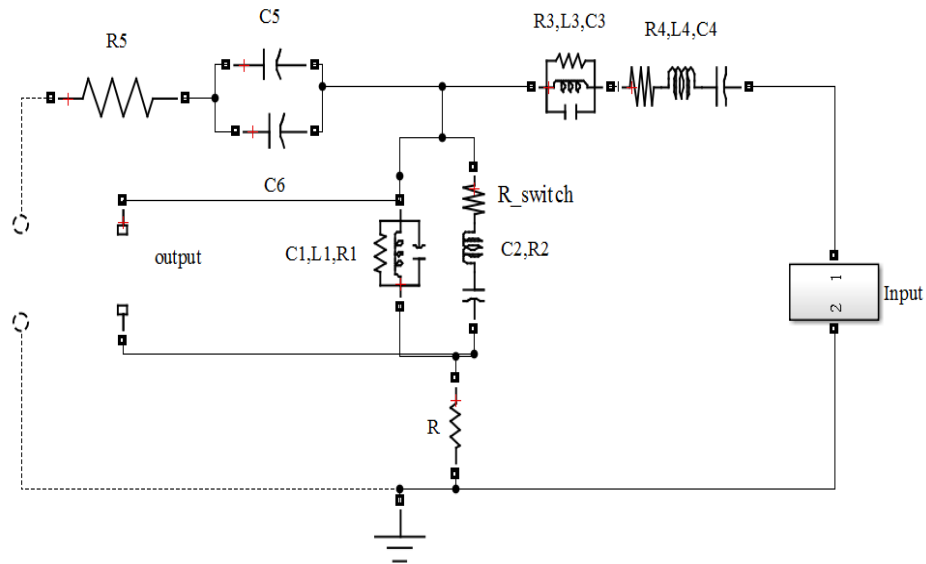 C5
R5
R3,L3,C3
R4,L4,C4
C6
R_switch
output
C1,L1,R1
C2,R2
1
2
Input
R